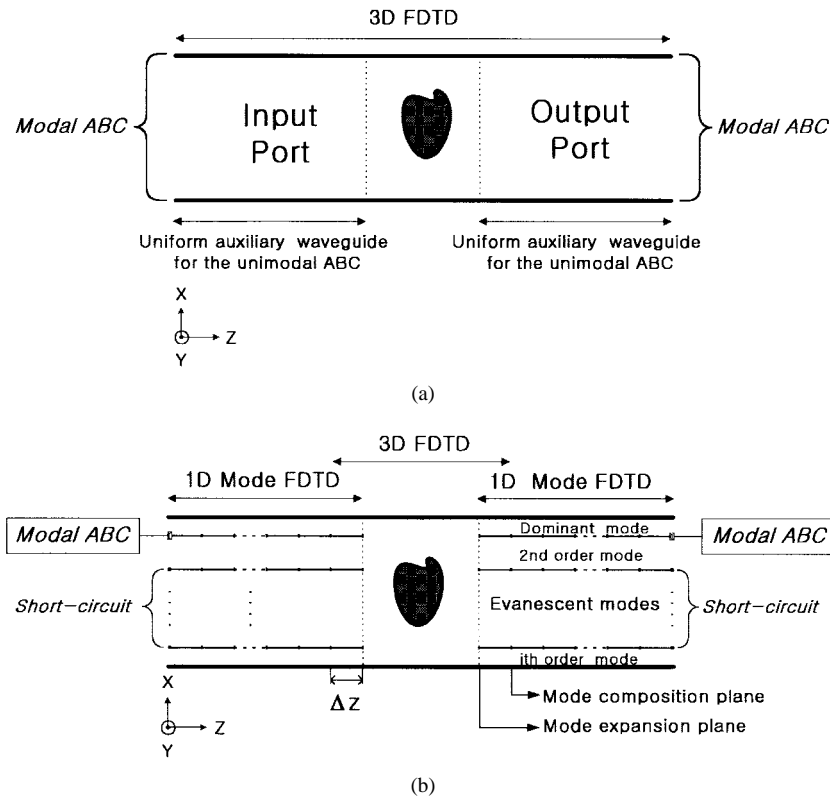 3D FDTD
Modal ABC
Input
Port
Output
Port
Modal ABC
Uniform auxiliary waveguide
for the unimodal ABC
Uniform auxiliary waveguide
for the unimodal ABC
X
Z
Y
(a)
3D FDTD
1D Mode FDTD
1D Mode FDTD
Modal ABC
Dominant mode
Modal ABC
2nd order mode
Short-circuit
Evanescent modes
Short-circuit
ith order mode
X
Z
Y
ΔZ
Mode composition plane
Mode expansion plane
(b)